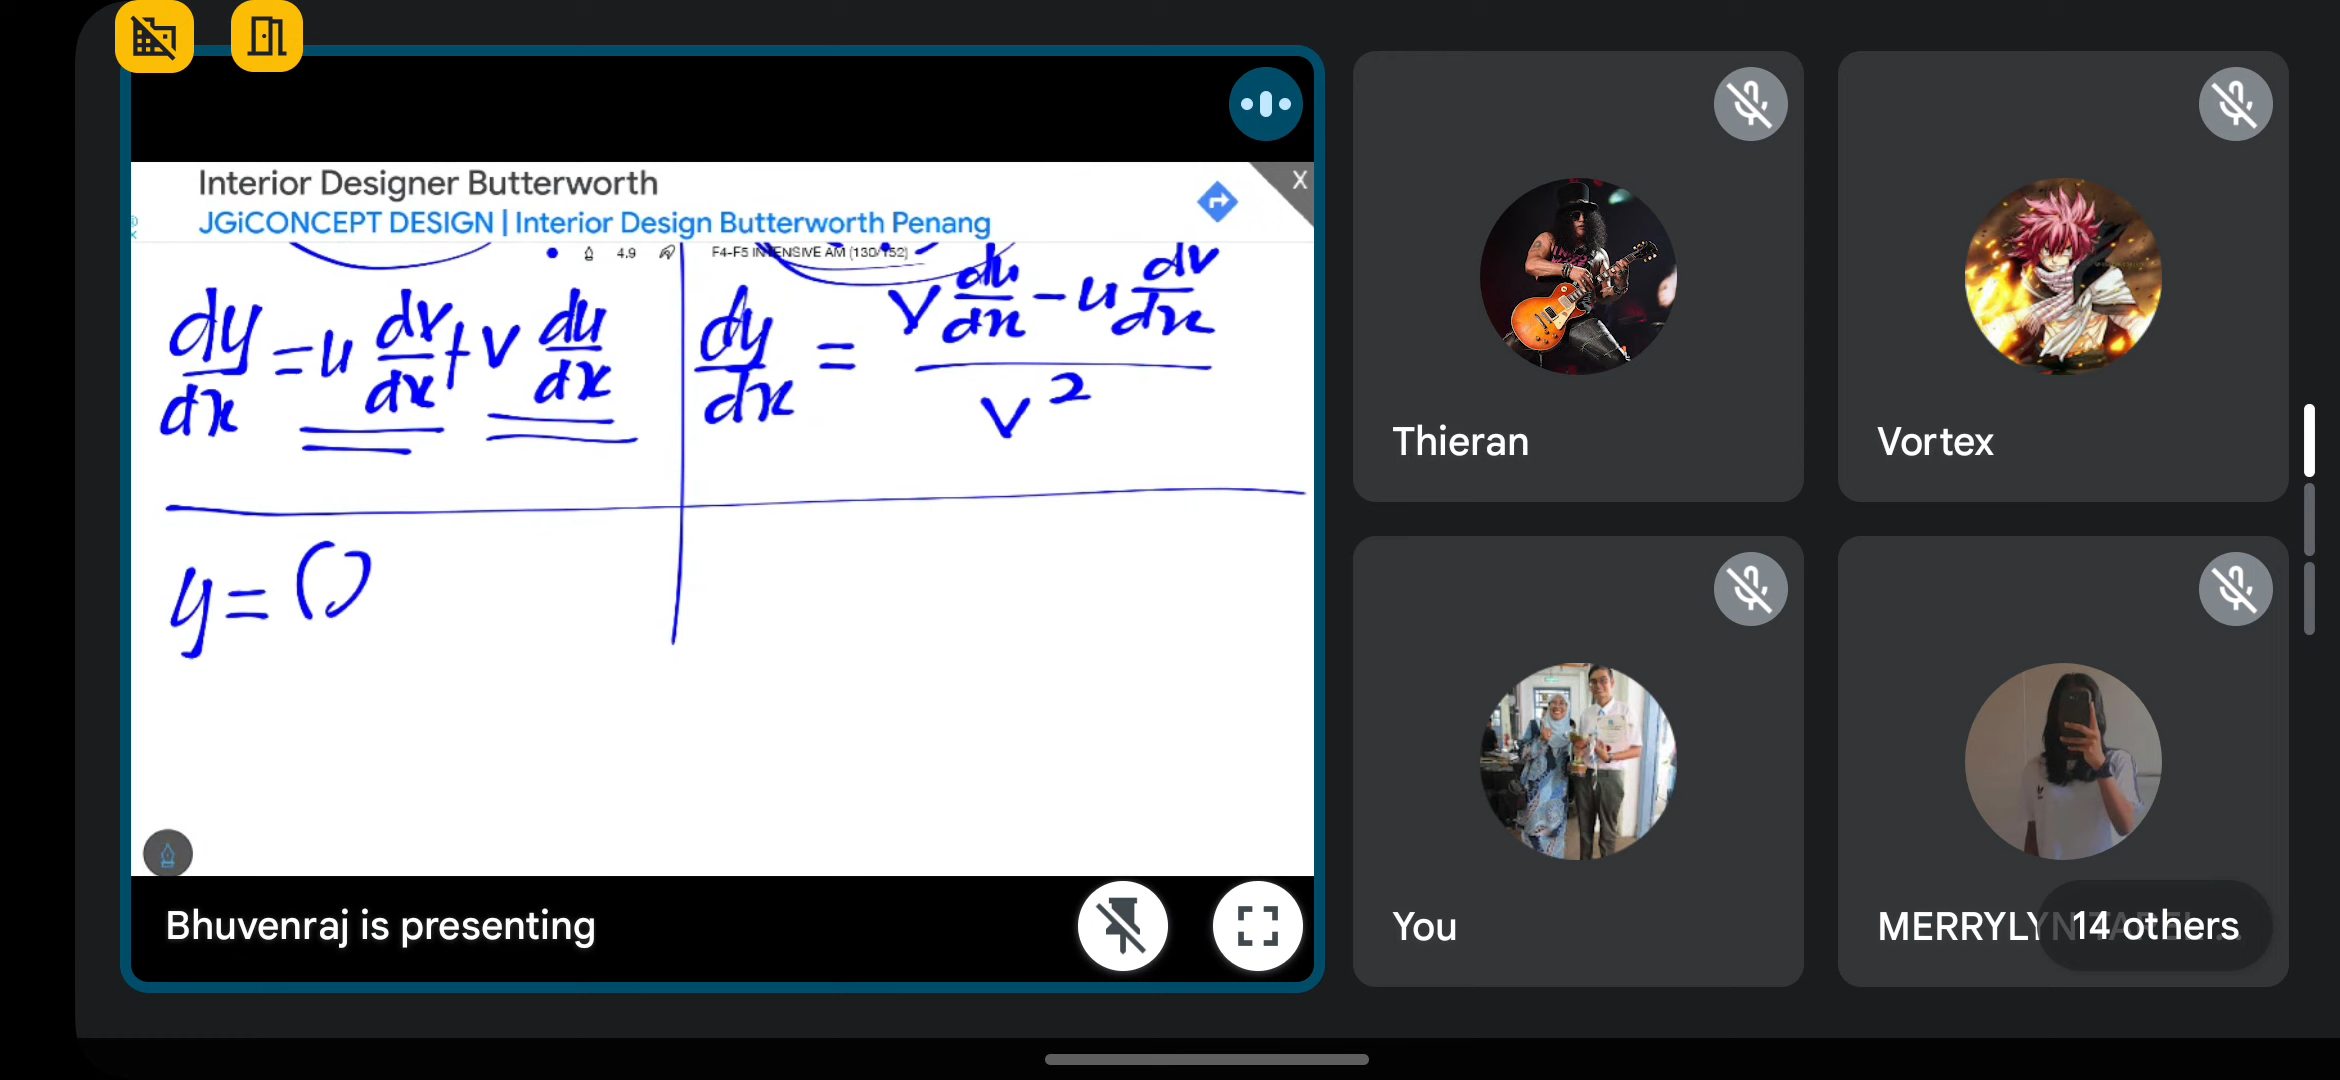 Interior Designer Butterworth
JGiCONCEPT DESIGN | Interior Design Butterworth Penang
X
4.9
F4-F5 INTENSIVE AM (130/152)
dy/dx = u dv/dx + v du/dx
dy/dx = (v du/dx - u dv/dx) / v²
y = ()
Bhuvenraj is presenting
Thieran
Vortex
You
MERRYLYN
14 others